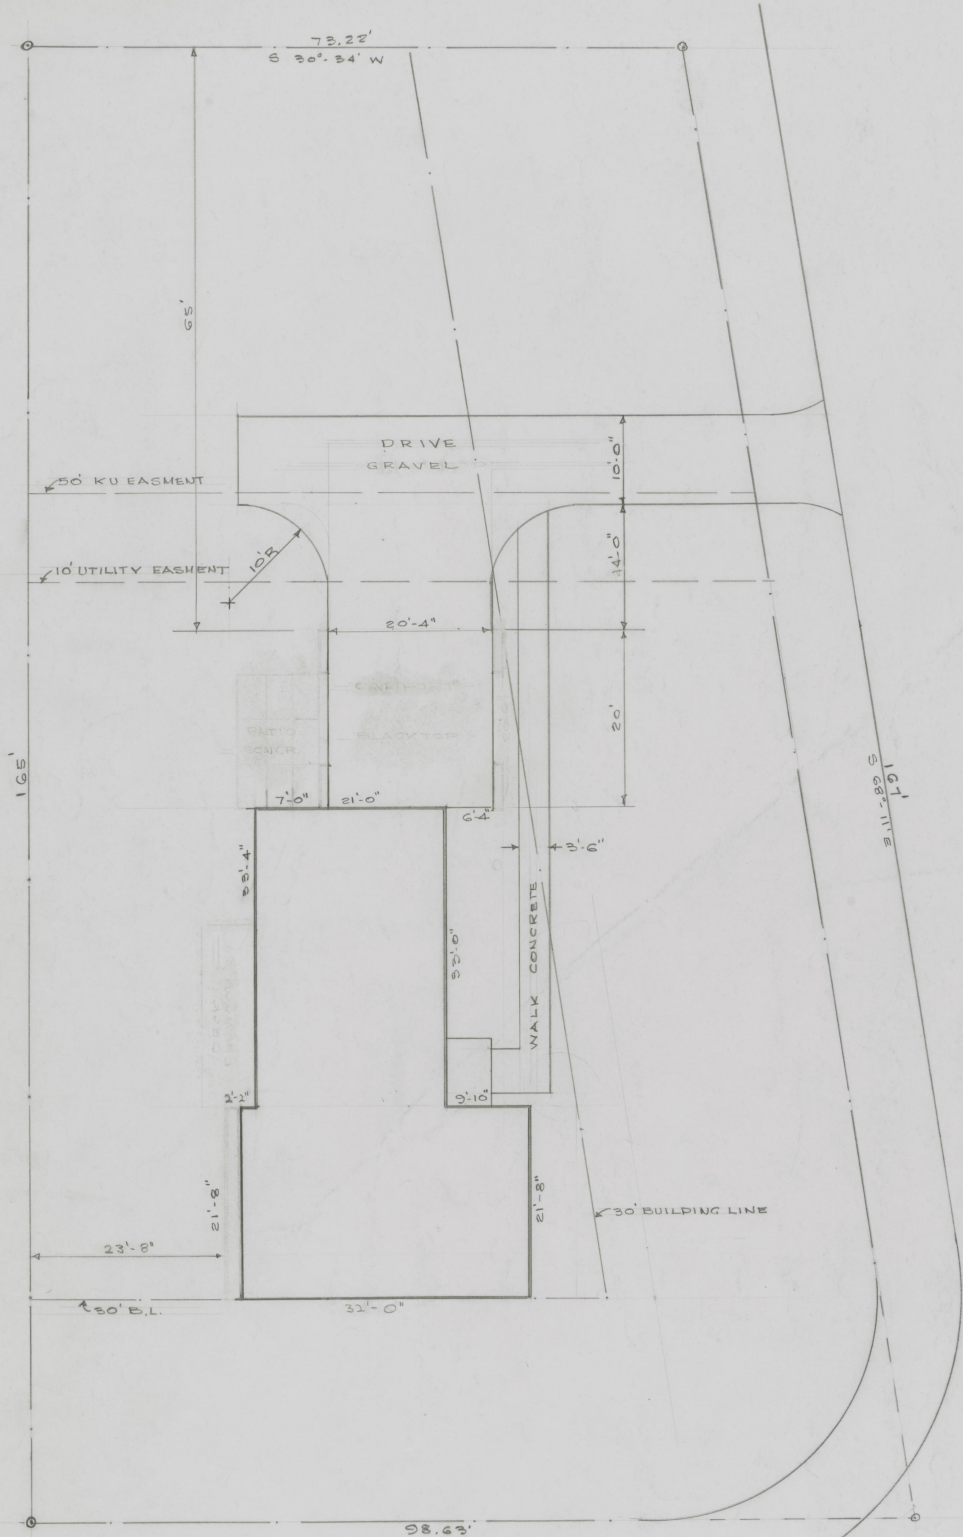 73.22'
S 30°-34' W
65'
DRIVE
GRAVEL
10'-0"
50' KU EASMENT
14'-0"
10' UTILITY EASMENT
10'R
20'-4"
20'
PATIO
CONCR.
BLACKTOP
165'
167'
S 68°-11' E
7'-0"
21'-0"
6'-4"
3'-6"
33'-4"
33'-0"
WALK CONCRETE
2'-2"
9'-10"
21'-8"
21'-8"
30' BUILDING LINE
23'-8"
30' B.L.
32'-0"
98.63'